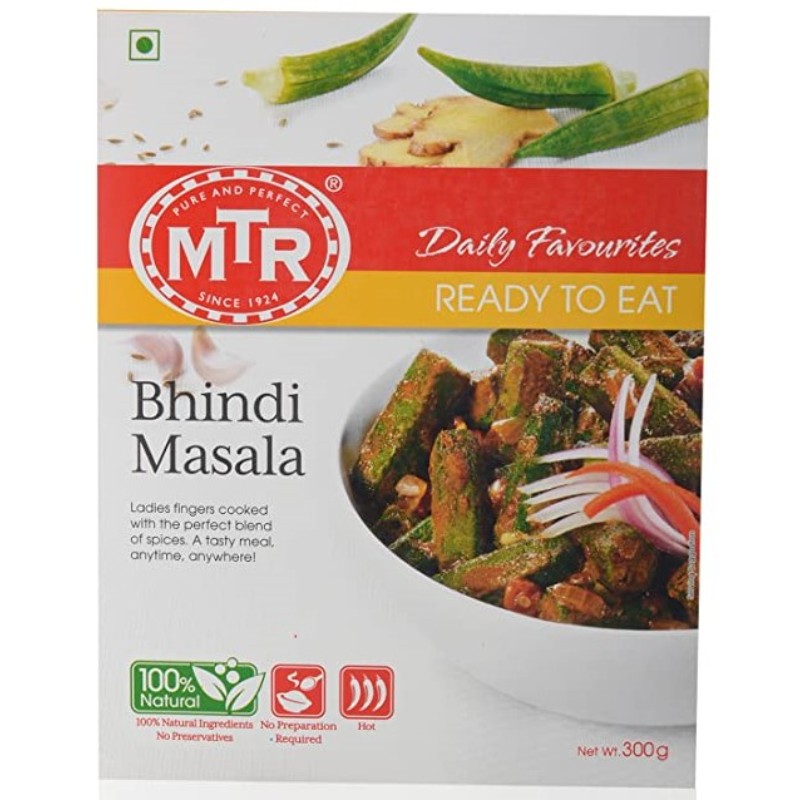 PURE AND PERFECT
MTR
®
SINCE 1924
Daily Favourites
READY TO EAT
Bhindi
Masala
Ladies fingers cooked
with the perfect blend
of spices. A tasty meal,
anytime, anywhere!
100%
Natural
100% Natural Ingredients
No Preservatives
No Preparation
Required
Hot
Net Wt. 300g